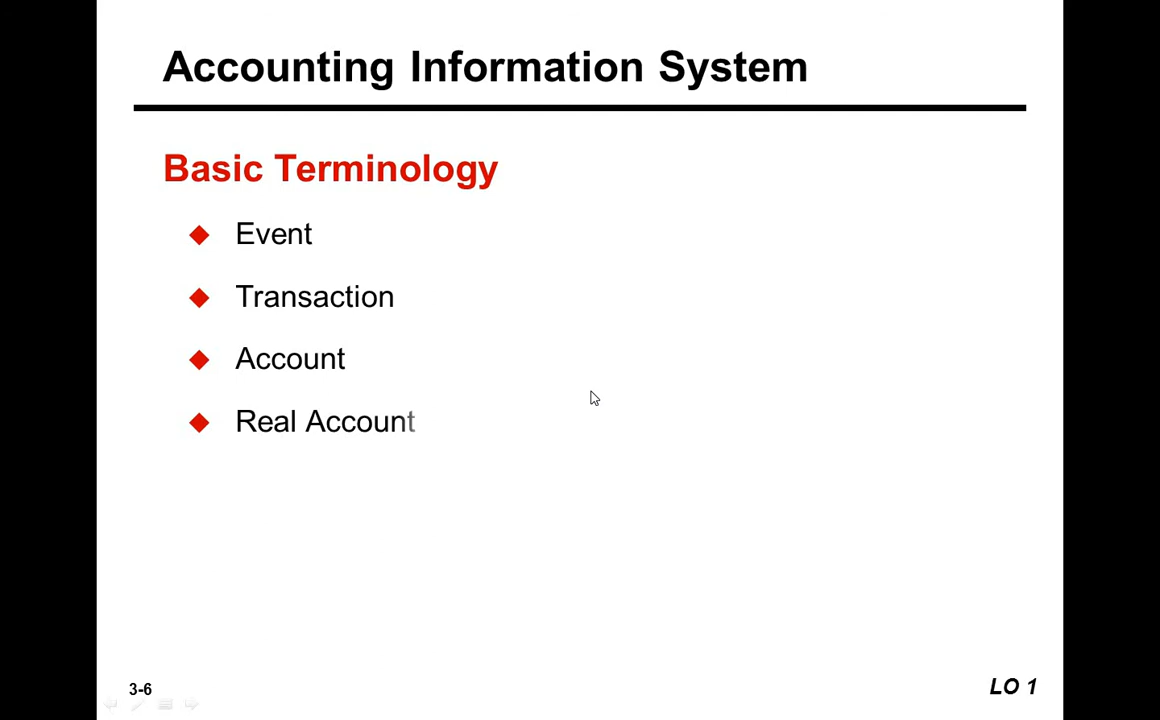 Accounting Information System
Basic Terminology
Event
Transaction
Account
Real Account
3-6
LO 1